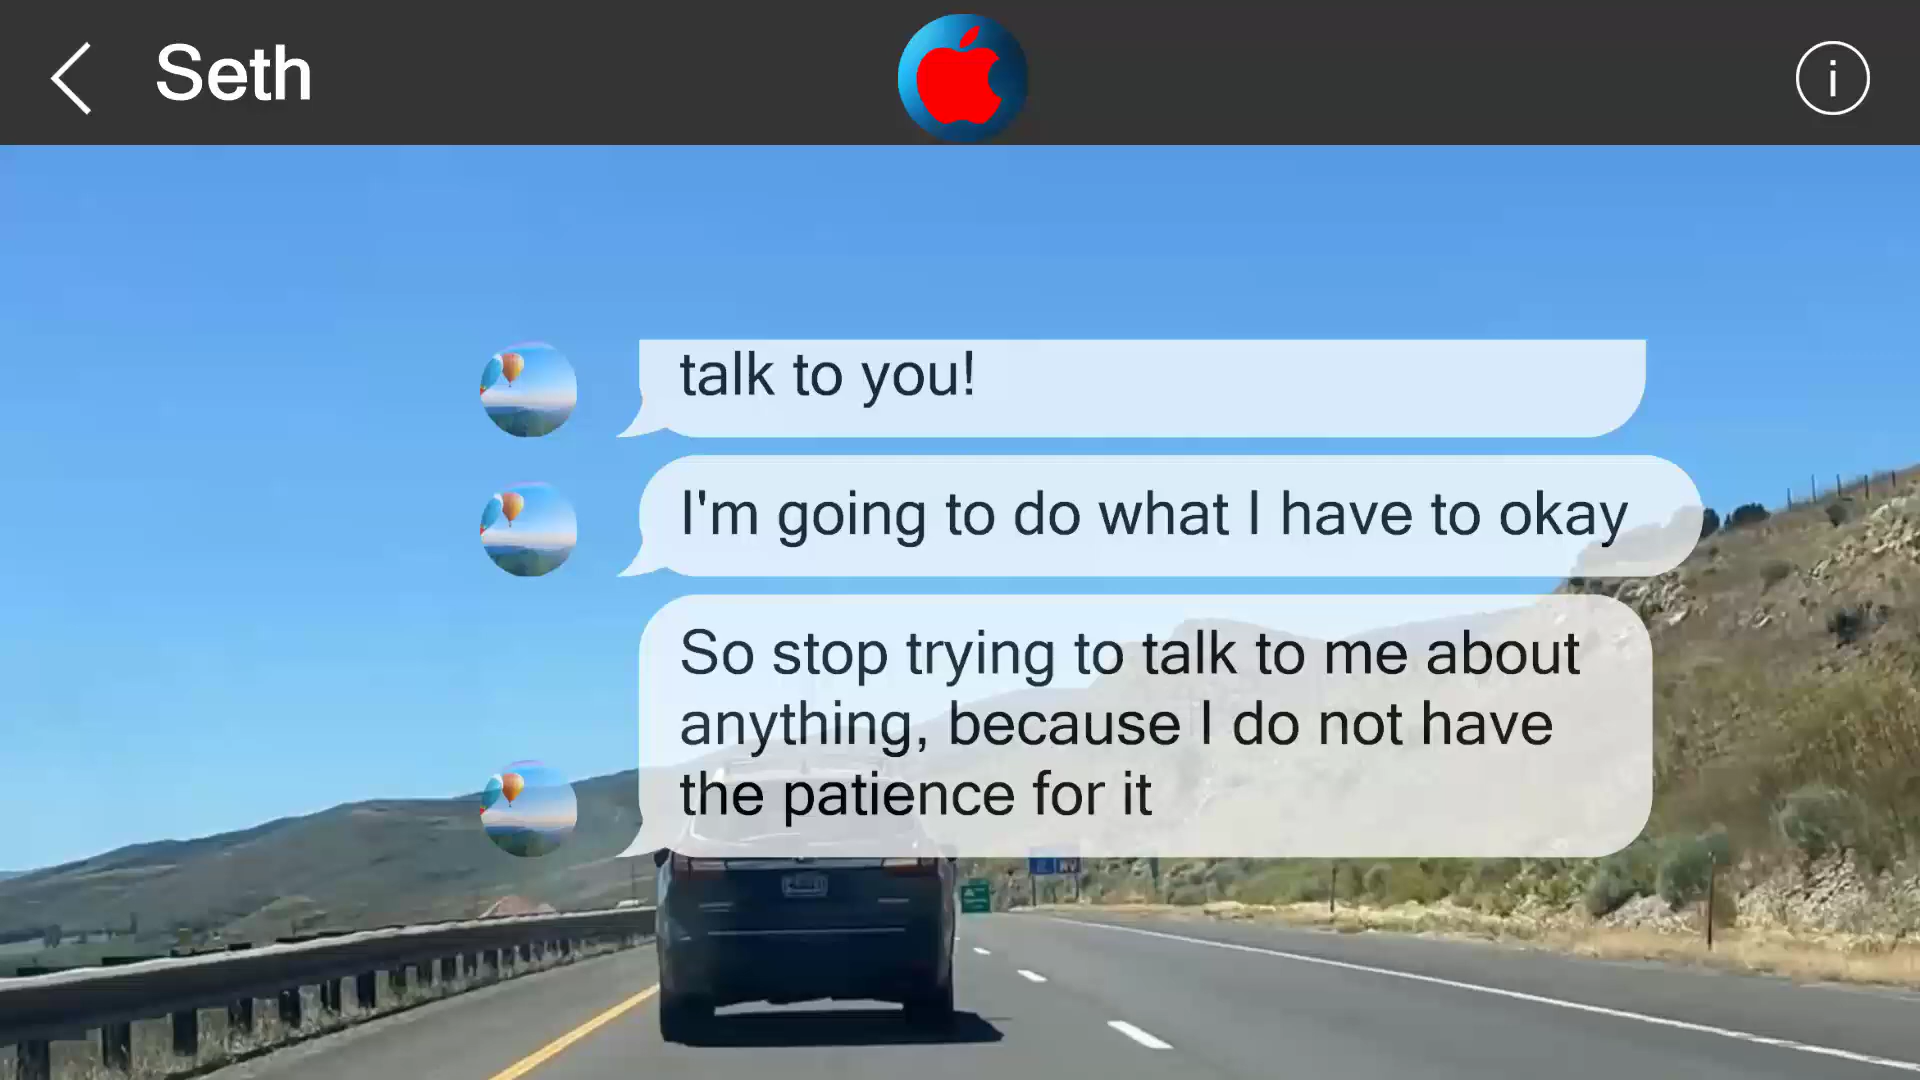 Seth
talk to you!
I'm going to do what I have to okay
So stop trying to talk to me about
anything, because I do not have
the patience for it